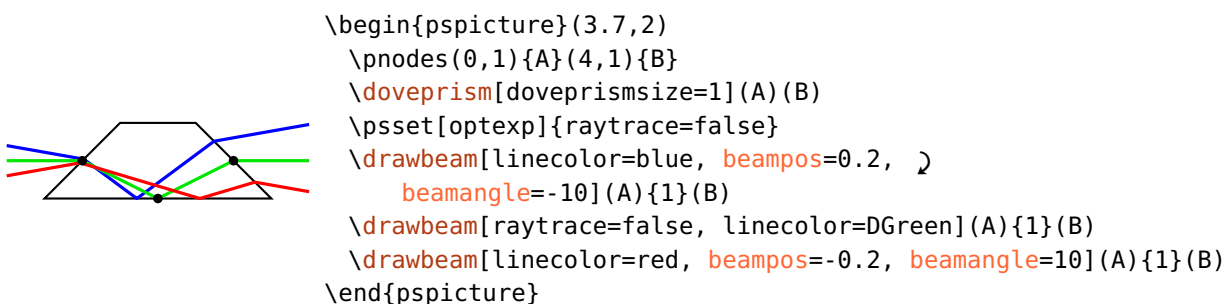 \begin{pspicture}(3.7,2)
\pnodes(0,1){A}(4,1){B}
\doveprism[doveprismsize=1](A)(B)
\psset[optexp]{raytrace=false}
\drawbeam[linecolor=blue, beampos=0.2,
beamangle=-10](A){1}(B)
\drawbeam[raytrace=false, linecolor=DGreen](A){1}(B)
\drawbeam[linecolor=red, beampos=-0.2, beamangle=10](A){1}(B)
\end{pspicture}